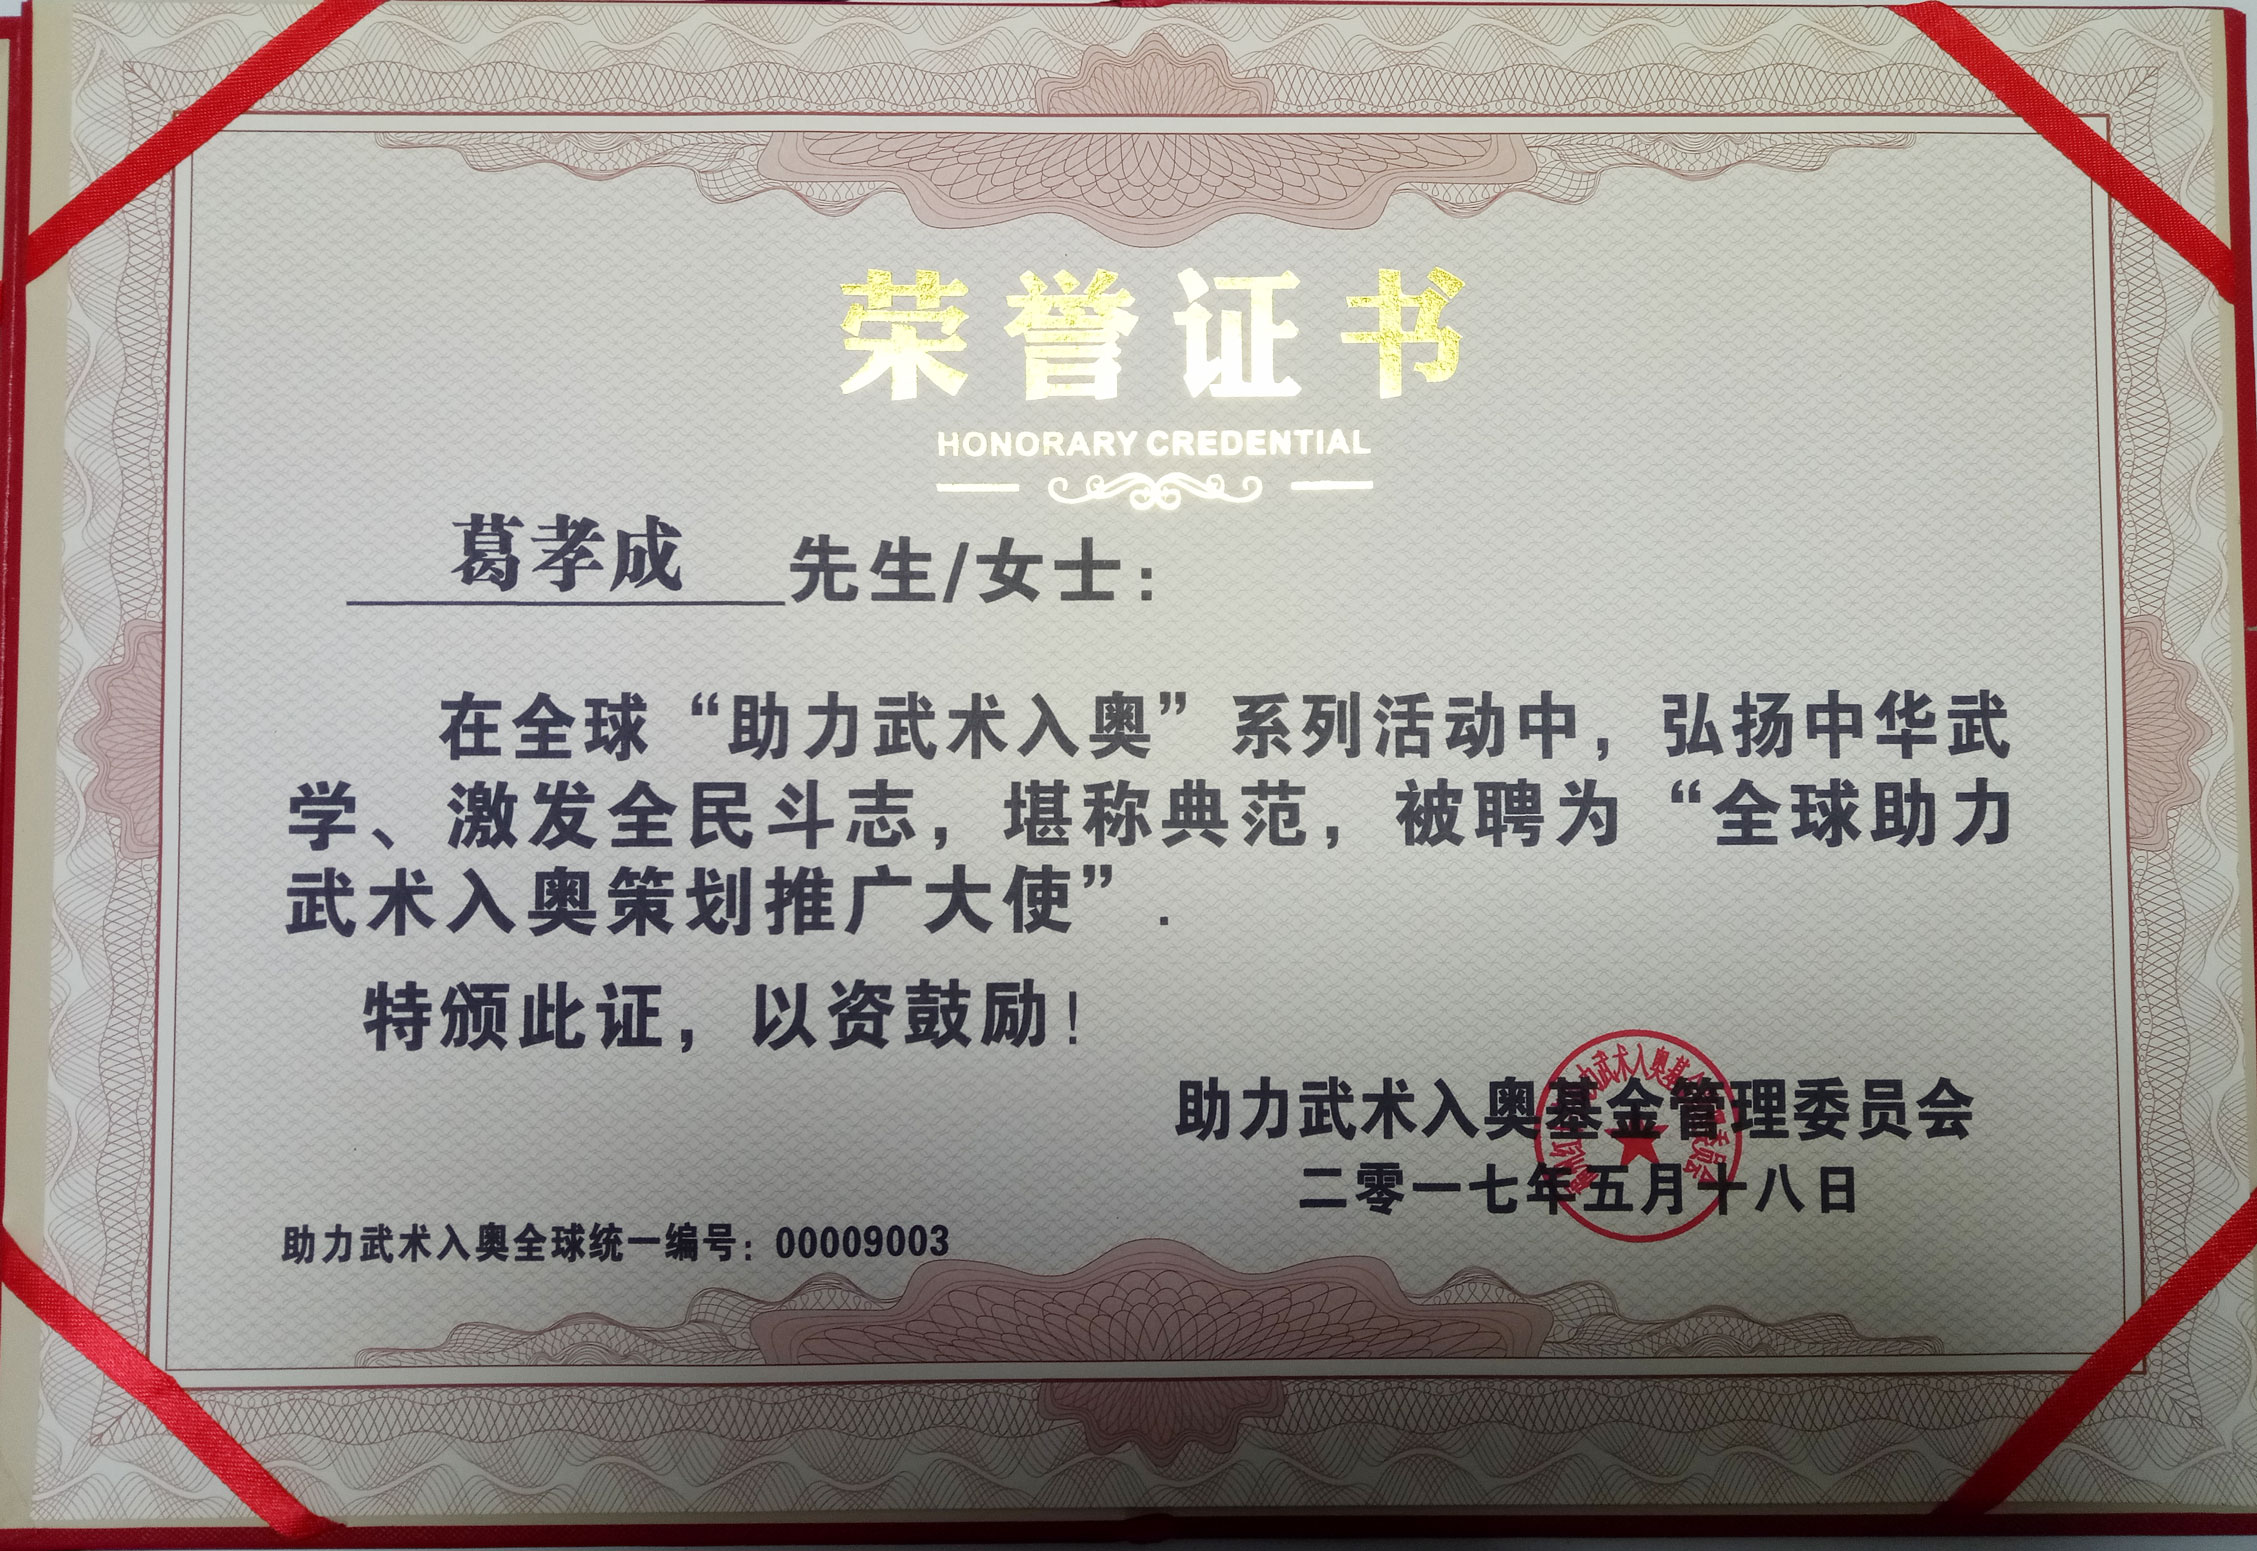 荣誉证书
HONORARY CREDENTIAL
葛孝成 先生/女士：
在全球“助力武术入奥”系列活动中，弘扬中华武
学、激发全民斗志，堪称典范，被聘为“全球助力
武术入奥策划推广大使”.
特颁此证，以资鼓励！
助力武术入奥基金管理委员会
二零一七年五月十八日
助力武术入奥全球统一编号：00009003